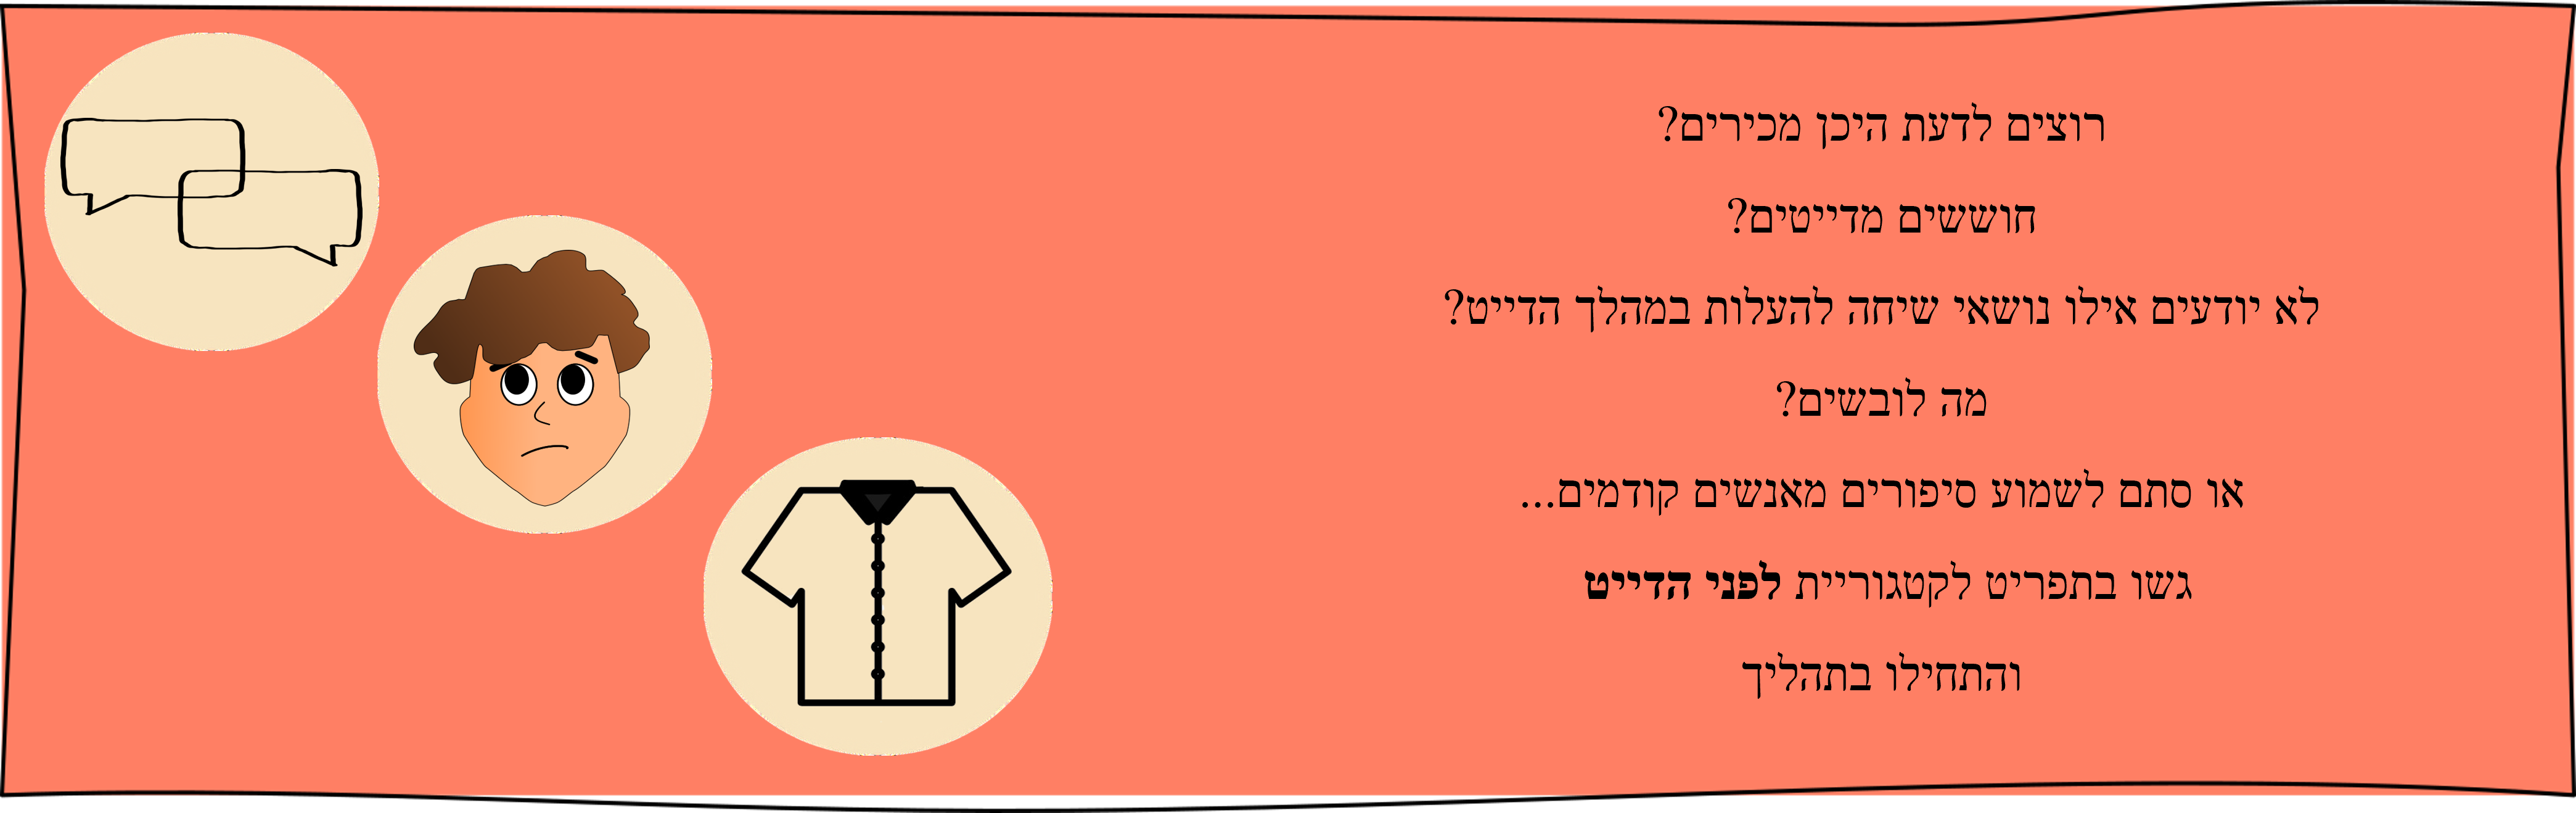 רוצים לדעת היכן מכירים?
חוששים מדייטים?
לא יודעים אילו נושאי שיחה להעלות במהלך הדייט?
מה לובשים?
או סתם לשמוע סיפורים מאנשים קודמים...
גשו בתפריט לקטגוריית לפני הדייט
והתחילו בתהליך